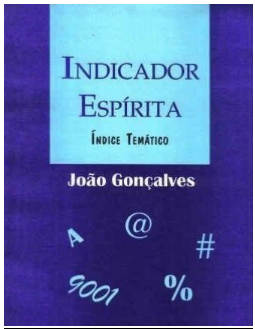 INDICADOR
ESPÍRITA
ÍNDICE TEMÁTICO
João Gonçalves
@
A
#
9001
%